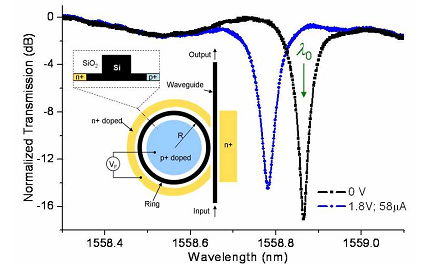 Normalized Transmission (dB)
0
-4
-8
-12
-16
1558.4
1558.6
1558.8
1559.0
Wavelength (nm)
λ0
SiO2
Si
n+
p+
Output
Waveguide
n+ doped
R
p+ doped
n+
Ring
Input
0 V
1.8V; 58µA